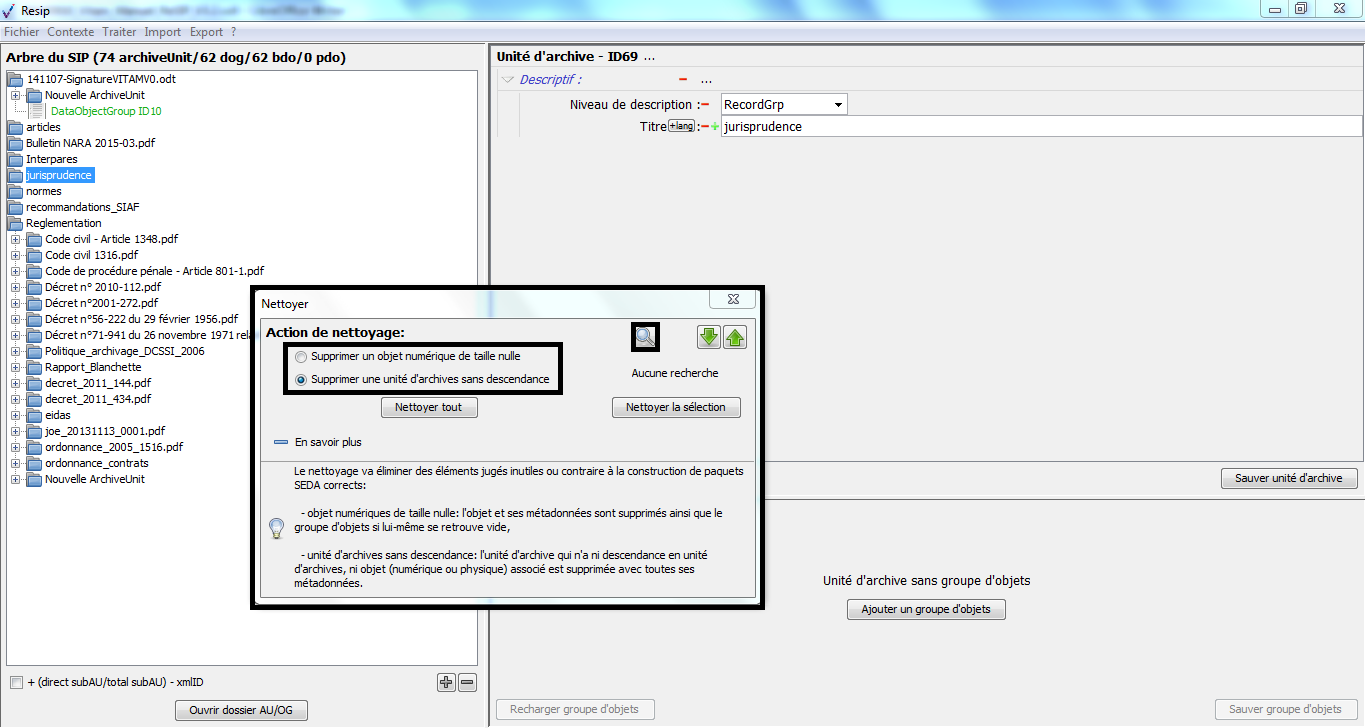 Resip
Fichier Contexte Traiter Import Export ?
Arbre du SIP (74 archiveUnit/62 dog/62 bdo/0 pdo)
141107-SignatureVITAMV0.odt
Nouvelle ArchiveUnit
DataObjectGroup ID10
articles
Bulletin NARA 2015-03.pdf
Interpares
jurisprudence
normes
recommandations_SIAF
Reglementation
Code civil - Article 1348.pdf
Code civil 1316.pdf
Code de procédure pénale - Article 801-1.pdf
Décret n° 2010-112.pdf
Décret n°2001-272.pdf
Décret n°56-222 du 29 février 1956.pdf
Décret n°71-941 du 26 novembre 1971 rela
Politique_archivage_DCSSI_2006
Rapport_Blanchette
decret_2011_144.pdf
decret_2011_434.pdf
eidas
joe_20131113_0001.pdf
ordonnance_2005_1516.pdf
ordonnance_contrats
Nouvelle ArchiveUnit
+ (direct subAU/total subAU) - xmlID
Ouvrir dossier AU/OG
Unité d'archive - ID69 ...
Descriptif : ...
Niveau de description : RecordGrp
Titre +lang : jurisprudence
Sauver unité d'archive
Unité d'archive sans groupe d'objets
Ajouter un groupe d'objets
Recharger groupe d'objets
Sauver groupe d'objets
Nettoyer
Action de nettoyage:
Supprimer un objet numérique de taille nulle
Supprimer une unité d'archives sans descendance
Aucune recherche
Nettoyer tout
Nettoyer la sélection
En savoir plus
Le nettoyage va éliminer des éléments jugés inutiles ou contraire à la construction de paquets
SEDA corrects:
- objet numériques de taille nulle: l'objet et ses métadonnées sont supprimés ainsi que le
groupe d'objets si lui-même se retrouve vide,
- unité d'archives sans descendance: l'unité d'archive qui n'a ni descendance en unité
d'archives, ni objet (numérique ou physique) associé est supprimée avec toutes ses
métadonnées.